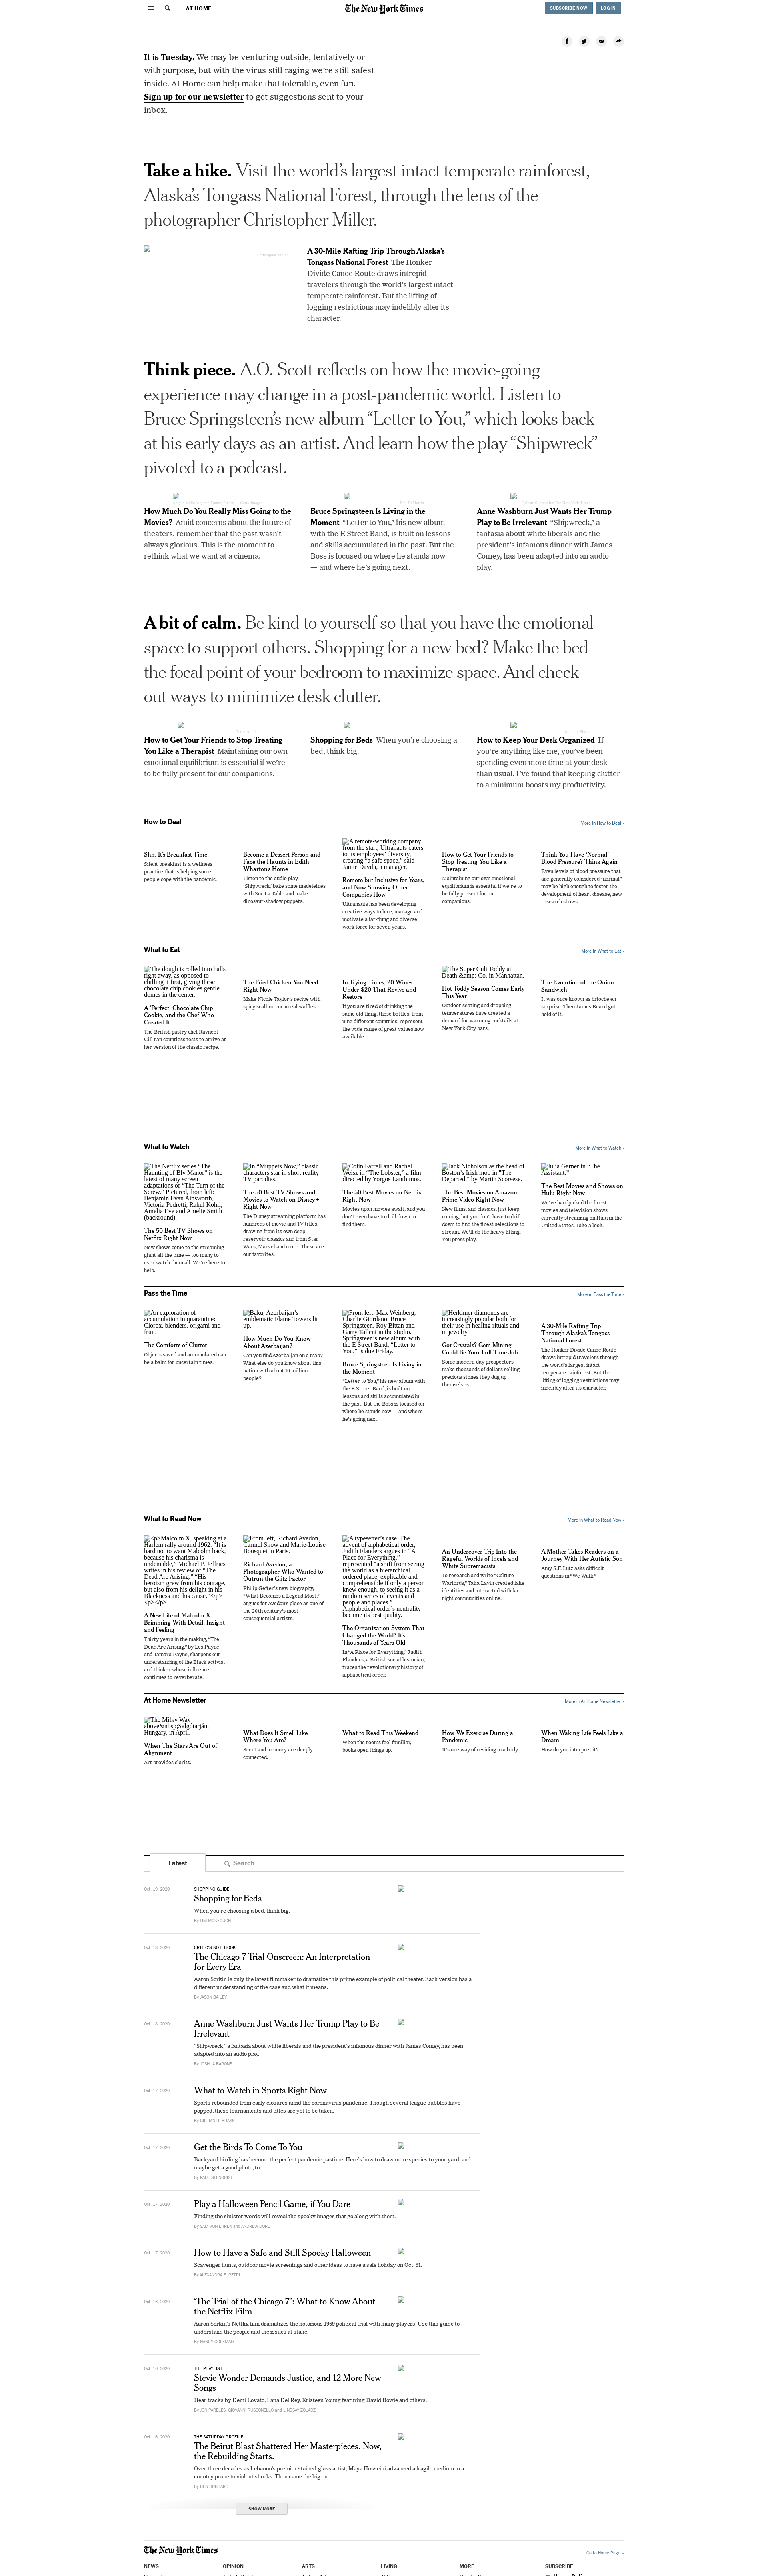 AT HOME
The New York Times
SUBSCRIBE NOW
LOG IN
It is Tuesday. We may be venturing outside, tentatively or
with purpose, but with the virus still raging we're still safest
inside. At Home can help make that tolerable, even fun.
Sign up for our newsletter to get suggestions sent to your
inbox.
Take a hike. Visit the world's largest intact temperate rainforest,
Alaska's Tongass National Forest, through the lens of the
photographer Christopher Miller.
Christopher Miller
A 30-Mile Rafting Trip Through Alaska's
Tongass National Forest The Honker
Divide Canoe Route draws intrepid
travelers through the world's largest intact
temperate rainforest. But the lifting of
logging restrictions may indelibly alter its
character.
Think piece. A.O. Scott reflects on how the movie-going
experience may change in a post-pandemic world. Listen to
Bruce Springsteen's new album “Letter to You,” which looks back
at his early days as an artist. And learn how the play “Shipwreck”
pivoted to a podcast.
How Much Do You Really Miss Going to the
Movies? Amid concerns about the future of
theaters, remember that the past wasn't
always glorious. This is the moment to
rethink what we want at a cinema.
Bruce Springsteen Is Living in the
Moment “Letter to You,” his new album
with the E Street Band, is built on lessons
and skills accumulated in the past. But the
Boss is focused on where he stands now
— and where he's going next.
Anne Washburn Just Wants Her Trump
Play to Be Irrelevant “Shipwreck,” a
fantasia about white liberals and the
president's infamous dinner with James
Comey, has been adapted into an audio
play.
A bit of calm. Be kind to yourself so that you have the emotional
space to support others. Shopping for a new bed? Make the bed
the focal point of your bedroom to maximize space. And check
out ways to minimize desk clutter.
How to Get Your Friends to Stop Treating
You Like a Therapist Maintaining our own
emotional equilibrium is essential if we're
to be fully present for our companions.
Shopping for Beds When you're choosing a
bed, think big.
How to Keep Your Desk Organized If
you're anything like me, you've been
spending even more time at your desk
than usual. I've found that keeping clutter
to a minimum boosts my productivity.
How to Deal
More in How to Deal ›
Shh. It's Breakfast Time.
Silent breakfast is a wellness
practice that is helping some
people cope with the pandemic.
Become a Dessert Person and
Face the Haunts in Edith
Wharton's Home
Listen to the audio play
‘Shipwreck,’ bake some madeleines
with Sur La Table and make
dinosaur-shadow puppets.
A remote-working company
from the start, Ultranauts caters
to its employees' diversity,
creating “a safe space,” said
Jamie Davila, a manager.
Remote but Inclusive for Years,
and Now Showing Other
Companies How
Ultranauts has been developing
creative ways to hire, manage and
motivate a far-flung and diverse
work force for seven years.
How to Get Your Friends to
Stop Treating You Like a
Therapist
Maintaining our own emotional
equilibrium is essential if we're to
be fully present for our
companions.
Think You Have ‘Normal’
Blood Pressure? Think Again
Even levels of blood pressure that
are generally considered “normal”
may be high enough to foster the
development of heart disease, new
research shows.
What to Eat
More in What to Eat ›
The dough is rolled into balls
right away, as opposed to
chilling it first, giving these
chocolate chip cookies gentle
domes in the center.
A ‘Perfect’ Chocolate Chip
Cookie, and the Chef Who
Created It
The British pastry chef Ravneet
Gill ran countless tests to arrive at
her version of the classic recipe.
The Fried Chicken You Need
Right Now
Make Nicole Taylor's recipe with
spicy scallion cornmeal waffles.
In Trying Times, 20 Wines
Under $20 That Revive and
Restore
If you are tired of drinking the
same old thing, these bottles, from
nine different countries, represent
the wide range of great values now
available.
The Super Cult Toddy at
Death &amp; Co. in Manhattan.
Hot Toddy Season Comes Early
This Year
Outdoor seating and dropping
temperatures have created a
demand for warming cocktails at
New York City bars.
The Evolution of the Onion
Sandwich
It was once known as brioche en
surprise. Then James Beard got
hold of it.
What to Watch
More in What to Watch ›
The Netflix series “The
Haunting of Bly Manor” is the
latest of many screen
adaptations of “The Turn of the
Screw.” Pictured, from left:
Benjamin Evan Ainsworth,
Victoria Pedretti, Rahul Kohli,
Amelia Eve and Amelie Smith
(background).
The 50 Best TV Shows on
Netflix Right Now
New shows come to the streaming
giant all the time — too many to
ever watch them all. We're here to
help.
In “Muppets Now,” classic
characters star in short reality
TV parodies.
The 50 Best TV Shows and
Movies to Watch on Disney+
Right Now
The Disney streaming platform has
hundreds of movie and TV titles,
drawing from its own deep
reservoir classics and from Star
Wars, Marvel and more. These are
our favorites.
Colin Farrell and Rachel
Weisz in “The Lobster,” a film
directed by Yorgos Lanthimos.
The 50 Best Movies on Netflix
Right Now
Movies upon movies await, and you
don't even have to drill down to
find them.
Jack Nicholson as the head of
Boston's Irish mob in "The
Departed," by Martin Scorsese.
The Best Movies on Amazon
Prime Video Right Now
New films, and classics, just keep
coming, but you don't have to drill
down to find the finest selections to
stream. We'll do the heavy lifting.
You press play.
Julia Garner in “The
Assistant.”
The Best Movies and Shows on
Hulu Right Now
We've handpicked the finest
movies and television shows
currently streaming on Hulu in the
United States. Take a look.
Pass the Time
More in Pass the Time ›
An exploration of
accumulation in quarantine:
Clorox, blenders, origami and
fruit.
The Comforts of Clutter
Objects saved and accumulated can
be a balm for uncertain times.
Baku, Azerbaijan's
emblematic Flame Towers lit
up.
How Much Do You Know
About Azerbaijan?
Can you find Azerbaijan on a map?
What else do you know about this
nation with about 10 million
people?
From left: Max Weinberg,
Charlie Giordano, Bruce
Springsteen, Roy Bittan and
Garry Tallent in the studio.
Springsteen's new album with
the E Street Band, “Letter to
You,” is due Friday.
Bruce Springsteen Is Living in
the Moment
“Letter to You,” his new album with
the E Street Band, is built on
lessons and skills accumulated in
the past. But the Boss is focused on
where he stands now — and where
he's going next.
Herkimer diamonds are
increasingly popular both for
their use in healing rituals and
in jewelry.
Got Crystals? Gem Mining
Could Be Your Full-Time Job
Some modern-day prospectors
make thousands of dollars selling
precious stones they dug up
themselves.
A 30-Mile Rafting Trip
Through Alaska's Tongass
National Forest
The Honker Divide Canoe Route
draws intrepid travelers through
the world's largest intact
temperate rainforest. But the
lifting of logging restrictions may
indelibly alter its character.
What to Read Now
More in What to Read Now ›
<p>Malcolm X, speaking at a
Harlem rally around 1962. “It is
hard not to want Malcolm back,
because his charisma is
undeniable,” Michael P. Jeffries
writes in his review of “The
Dead Are Arising.” “His
heroism grew from his courage,
but also from his delight in his
Blackness and his cause.”</p>
<p></p>
A New Life of Malcolm X
Brimming With Detail, Insight
and Feeling
Thirty years in the making, “The
Dead Are Arising,” by Les Payne
and Tamara Payne, sharpens our
understanding of the Black activist
and thinker whose influence
continues to reverberate.
From left, Richard Avedon,
Carmel Snow and Marie-Louise
Bousquet in Paris.
Richard Avedon, a
Photographer Who Wanted to
Outrun the Glitz Factor
Philip Gefter's new biography,
“What Becomes a Legend Most,”
argues for Avedon's place as one of
the 20th century's most
consequential artists.
A typesetter's case. The
advent of alphabetical order,
Judith Flanders argues in “A
Place for Everything,”
represented “a shift from seeing
the world as a hierarchical,
ordered place, explicable and
comprehensible if only a person
knew enough, to seeing it as a
random series of events and
people and places.”
Alphabetical order's neutrality
became its best quality.
The Organization System That
Changed the World? It's
Thousands of Years Old
In “A Place for Everything,” Judith
Flanders, a British social historian,
traces the revolutionary history of
alphabetical order.
An Undercover Trip Into the
Rageful Worlds of Incels and
White Supremacists
To research and write “Culture
Warlords,” Talia Lavin created fake
identities and interacted with far-
right communities online.
A Mother Takes Readers on a
Journey With Her Autistic Son
Amy S.F. Lutz asks difficult
questions in “We Walk.”
At Home Newsletter
More in At Home Newsletter ›
The Milky Way
above&nbsp;Salgótarján,
Hungary, in April.
When The Stars Are Out of
Alignment
Art provides clarity.
What Does It Smell Like
Where You Are?
Scent and memory are deeply
connected.
What to Read This Weekend
When the rooms feel familiar,
books open things up.
How We Exercise During a
Pandemic
It's one way of residing in a body.
When Waking Life Feels Like a
Dream
How do you interpret it?
Latest
Search
Oct. 19, 2020
SHOPPING GUIDE
Shopping for Beds
When you're choosing a bed, think big.
By TIM MCKEOUGH
Oct. 18, 2020
CRITIC'S NOTEBOOK
The Chicago 7 Trial Onscreen: An Interpretation
for Every Era
Aaron Sorkin is only the latest filmmaker to dramatize this prime example of political theater. Each version has a
different understanding of the case and what it means.
By JASON BAILEY
Oct. 18, 2020
Anne Washburn Just Wants Her Trump Play to Be
Irrelevant
“Shipwreck,” a fantasia about white liberals and the president's infamous dinner with James Comey, has been
adapted into an audio play.
By JOSHUA BARONE
Oct. 17, 2020
What to Watch in Sports Right Now
Sports rebounded from early closures amid the coronavirus pandemic. Though several league bubbles have
popped, these tournaments and titles are yet to be taken.
By GILLIAN R. BRASSIL
Oct. 17, 2020
Get the Birds To Come To You
Backyard birding has become the perfect pandemic pastime. Here's how to draw more species to your yard, and
maybe get a good photo, too.
By PAUL STENQUIST
Oct. 17, 2020
Play a Halloween Pencil Game, if You Dare
Finding the sinister words will reveal the spooky images that go along with them.
By SAM VON EHREN and ANDREW GORE
Oct. 17, 2020
How to Have a Safe and Still Spooky Halloween
Scavenger hunts, outdoor movie screenings and other ideas to have a safe holiday on Oct. 31.
By ALEXANDRA E. PETRI
Oct. 16, 2020
‘The Trial of the Chicago 7’: What to Know About
the Netflix Film
Aaron Sorkin's Netflix film dramatizes the notorious 1969 political trial with many players. Use this guide to
understand the people and the issues at stake.
By NANCY COLEMAN
Oct. 16, 2020
THE PLAYLIST
Stevie Wonder Demands Justice, and 12 More New
Songs
Hear tracks by Demi Lovato, Lana Del Rey, Kristeen Young featuring David Bowie and others.
By JON PARELES, GIOVANNI RUSSONELLO and LINDSAY ZOLADZ
Oct. 16, 2020
THE SATURDAY PROFILE
The Beirut Blast Shattered Her Masterpieces. Now,
the Rebuilding Starts.
Over three decades as Lebanon's premier stained-glass artist, Maya Husseini advanced a fragile medium in a
country prone to violent shocks. Then came the big one.
By BEN HUBBARD
SHOW MORE
The New York Times
Go to Home Page »
NEWS
OPINION
ARTS
LIVING
MORE
SUBSCRIBE